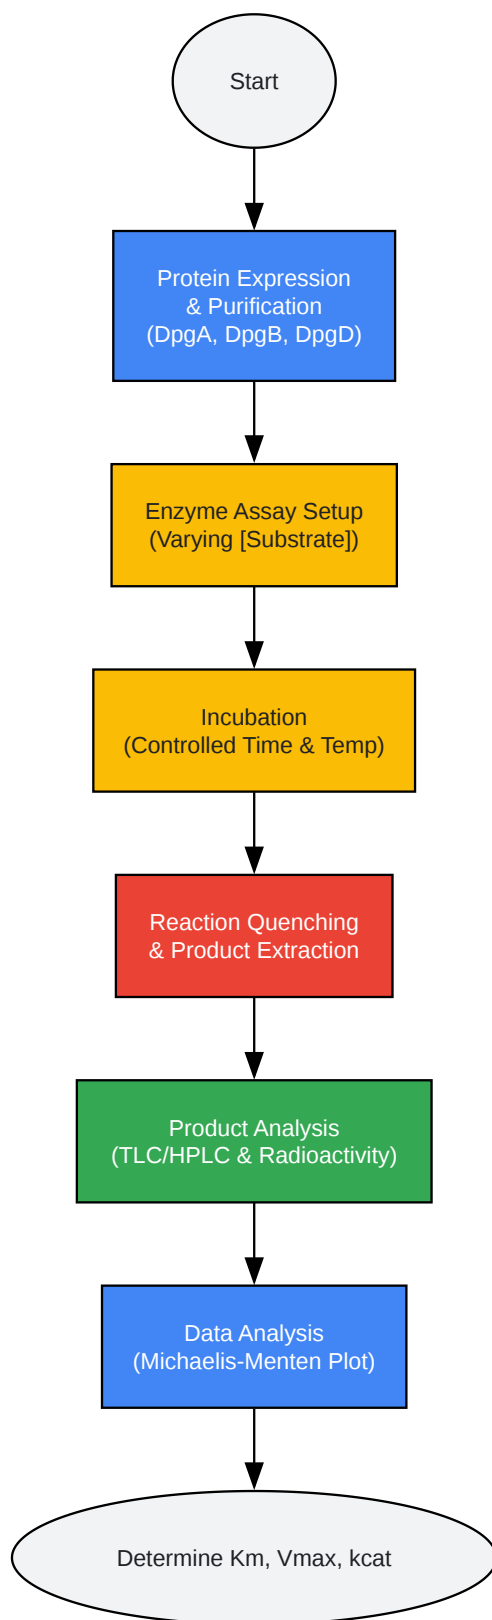 Start
Protein Expression
& Purification
(DpgA, DpgB, DpgD)
Enzyme Assay Setup
(Varying [Substrate])
Incubation
(Controlled Time & Temp)
Reaction Quenching
& Product Extraction
Product Analysis
(TLC/HPLC & Radioactivity)
Data Analysis
(Michaelis-Menten Plot)
Determine Km, Vmax, kcat